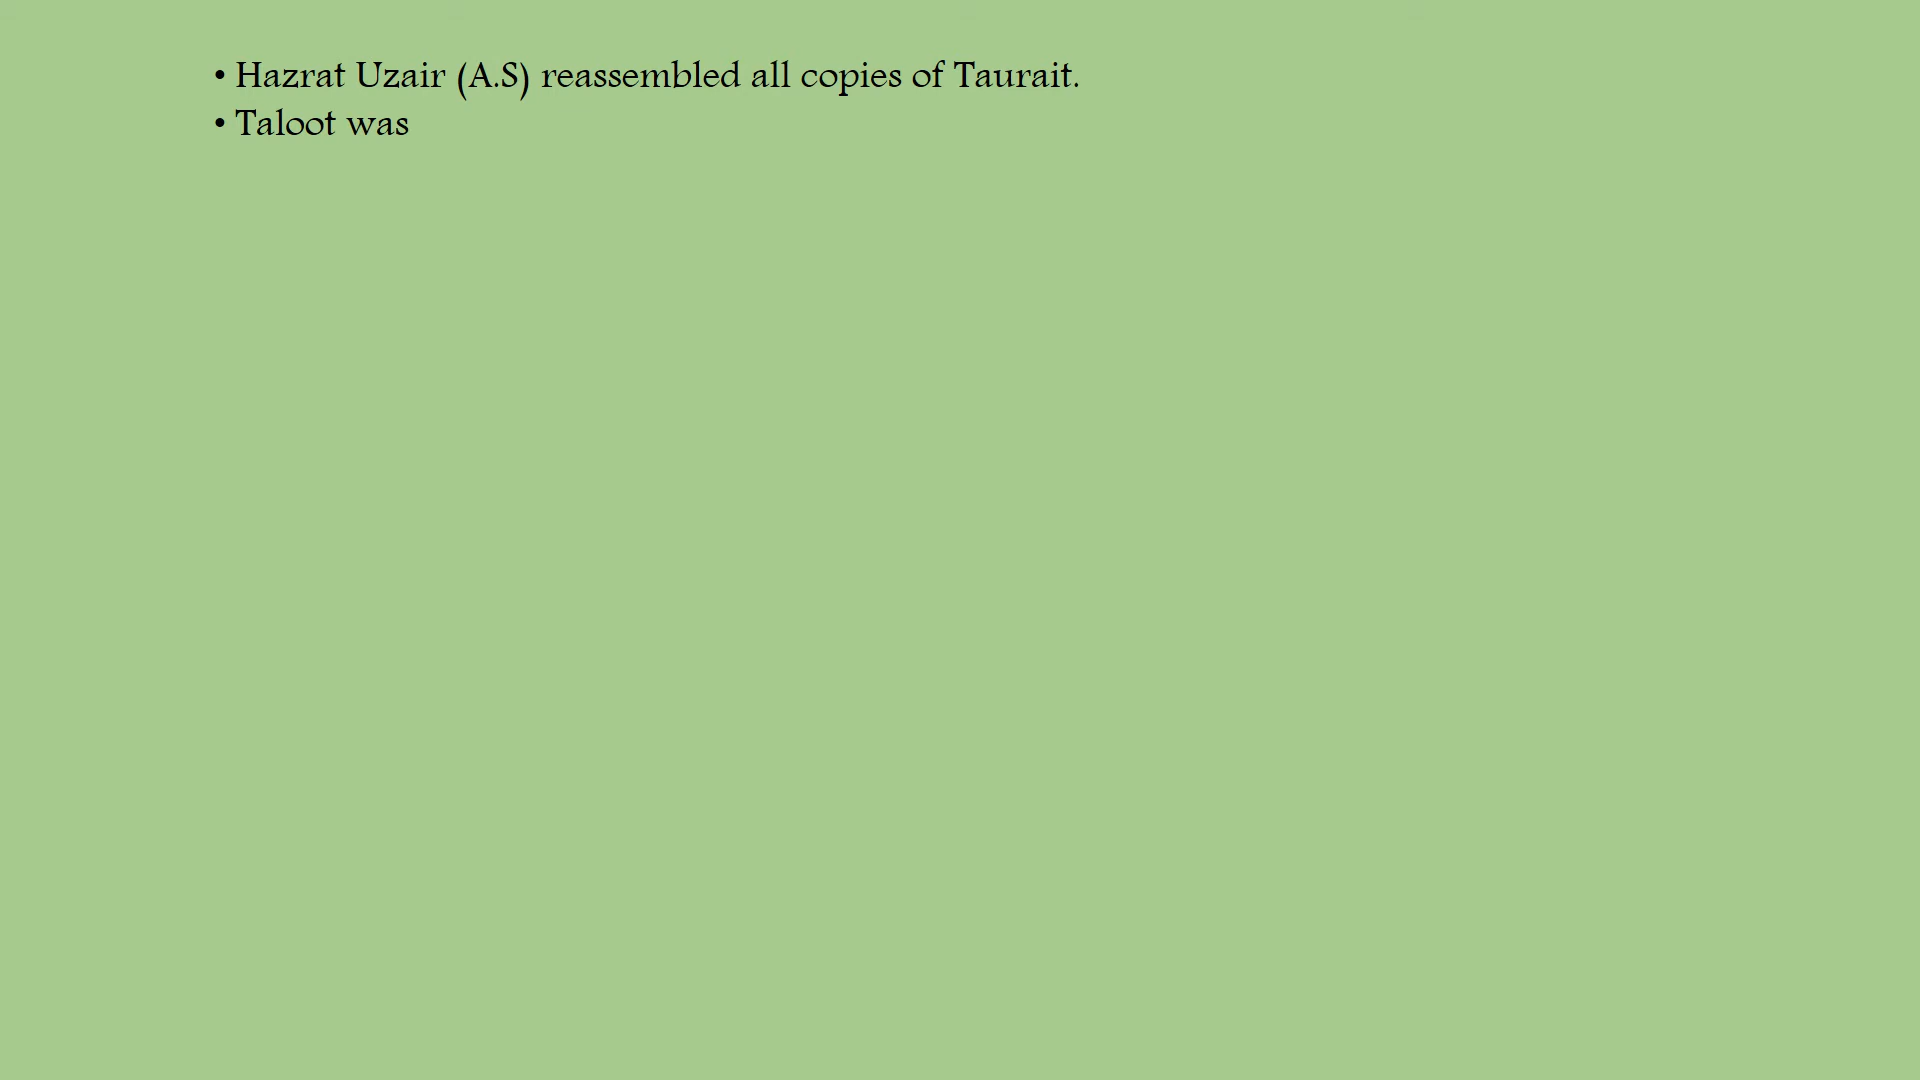 • Hazrat Uzair (A.S) reassembled all copies of Taurait.
• Taloot was